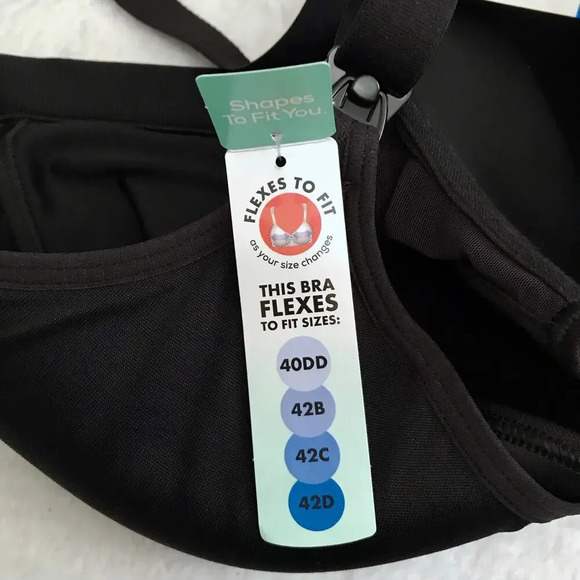 Shapes
To Fit You.
FLEXES TO FIT
as your size changes
THIS BRA
FLEXES
TO FIT SIZES:
40DD
42B
42C
42D